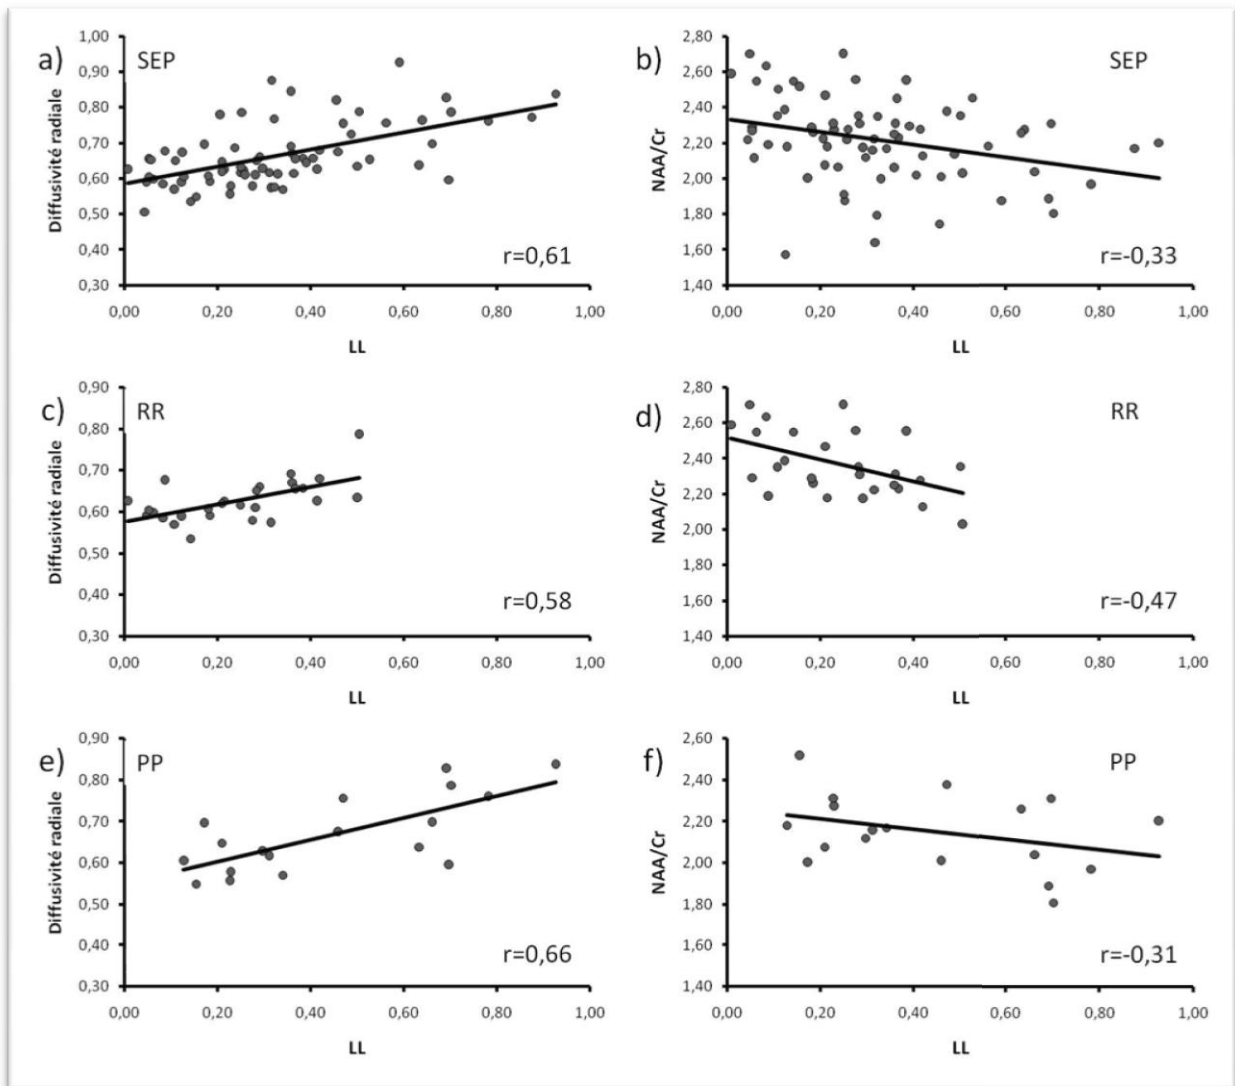 a) SEP
Diffusivité radiale
1,00
0,90
0,80
0,70
0,60
0,50
0,40
0,30
r=0,61
0,00 0,20 0,40 0,60 0,80 1,00
LL
b) SEP
NAA/Cr
2,80
2,60
2,40
2,20
2,00
1,80
1,60
1,40
r=-0,33
0,00 0,20 0,40 0,60 0,80 1,00
LL
c) RR
Diffusivité radiale
0,90
0,80
0,70
0,60
0,50
0,40
0,30
r=0,58
0,00 0,20 0,40 0,60 0,80 1,00
LL
d) RR
NAA/Cr
2,80
2,60
2,40
2,20
2,00
1,80
1,60
1,40
r=-0,47
0,00 0,20 0,40 0,60 0,80 1,00
LL
e) PP
Diffusivité radiale
0,90
0,80
0,70
0,60
0,50
0,40
0,30
r=0,66
0,00 0,20 0,40 0,60 0,80 1,00
LL
f) PP
NAA/Cr
2,60
2,40
2,20
2,00
1,80
1,60
1,40
r=-0,31
0,00 0,20 0,40 0,60 0,80 1,00
LL